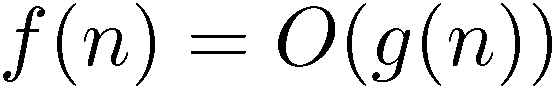 f(n) = O(g(n))